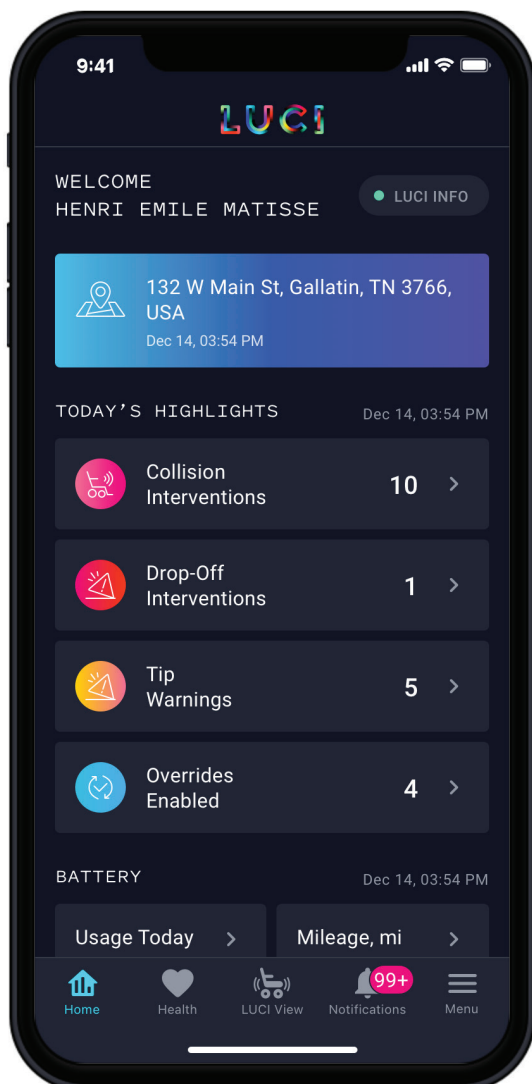 9:41
LUCI
WELCOME
HENRI EMILE MATISSE
LUCI INFO
132 W Main St, Gallatin, TN 3766,
USA
Dec 14, 03:54 PM
TODAY'S HIGHLIGHTS
Dec 14, 03:54 PM
Collision
Interventions
10
Drop-Off
Interventions
1
Tip
Warnings
5
Overrides
Enabled
4
BATTERY
Dec 14, 03:54 PM
Usage Today
Mileage, mi
99+
Home
Health
LUCI View
Notifications
Menu